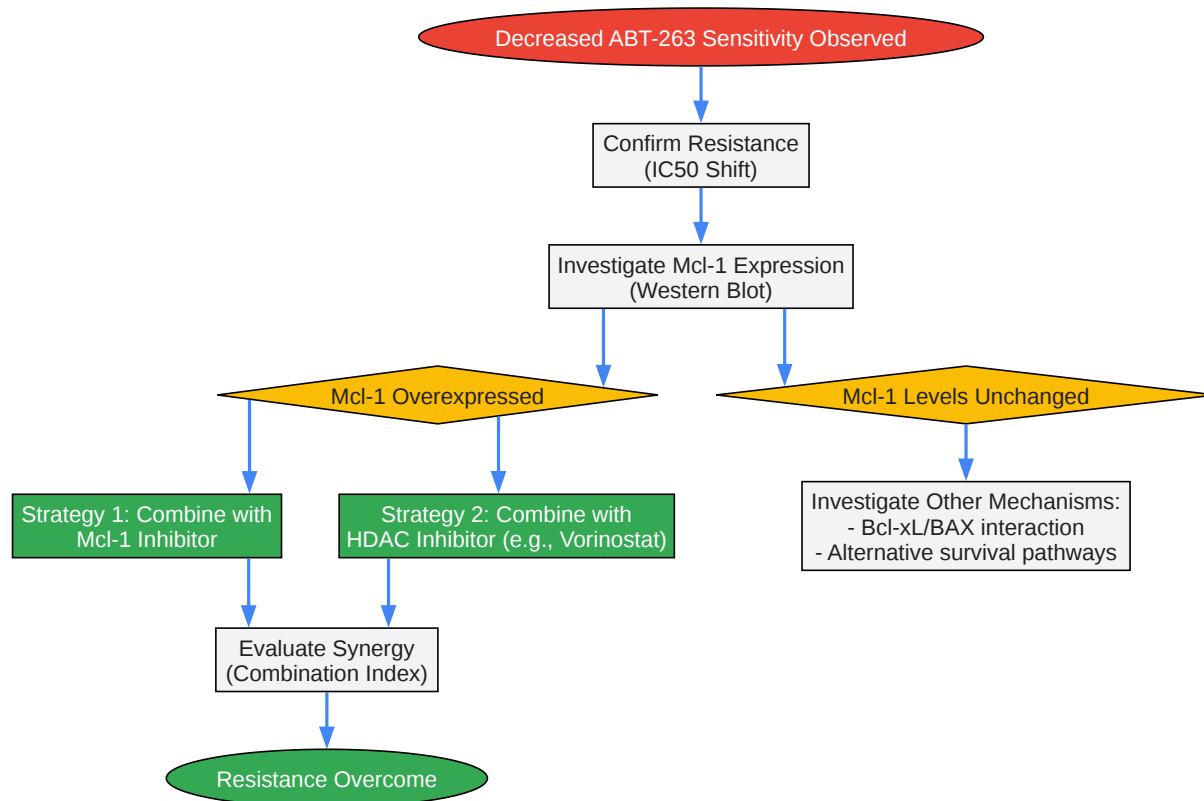 Decreased ABT-263 Sensitivity Observed
Confirm Resistance
(IC50 Shift)
Investigate Mcl-1 Expression
(Western Blot)
Mcl-1 Overexpressed
Mcl-1 Levels Unchanged
Strategy 1: Combine with
Mcl-1 Inhibitor
Strategy 2: Combine with
HDAC Inhibitor (e.g., Vorinostat)
Investigate Other Mechanisms:
- Bcl-xL/BAX interaction
- Alternative survival pathways
Evaluate Synergy
(Combination Index)
Resistance Overcome